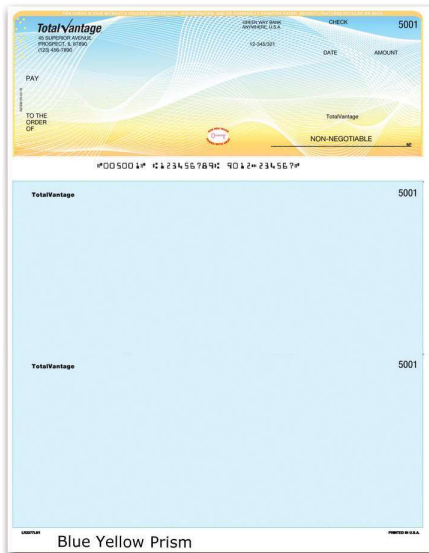 TotalVantage
45 SUPERIOR AVENUE
PROSPECT, IL 97890
(123) 456-7890
GREEN WAY BANK
ANYWHERE, U.S.A.
12-345/321
CHECK
5001
DATE
AMOUNT
PAY
TO THE
ORDER
OF
TotalVantage
NON-NEGOTIABLE
MP
⑈005001⑈ ⑆123456789⑆ 9012⑉234567⑈
TotalVantage
5001
TotalVantage
5001
PRINTED IN U.S.A.
Blue Yellow Prism